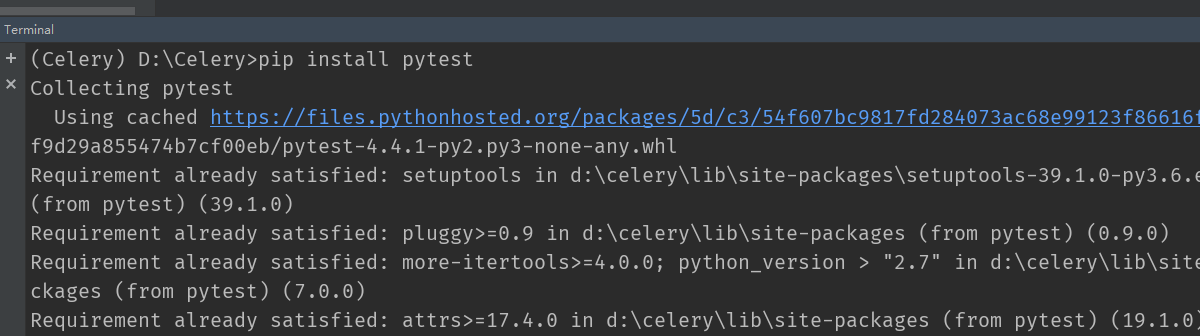 Terminal
(Celery) D:\Celery>pip install pytest
Collecting pytest
Using cached https://files.pythonhosted.org/packages/5d/c3/54f607bc9817fd284073ac68e99123f86616f
f9d29a855474b7cf00eb/pytest-4.4.1-py2.py3-none-any.whl
Requirement already satisfied: setuptools in d:\celery\lib\site-packages\setuptools-39.1.0-py3.6.e
(from pytest) (39.1.0)
Requirement already satisfied: pluggy>=0.9 in d:\celery\lib\site-packages (from pytest) (0.9.0)
Requirement already satisfied: more-itertools>=4.0.0; python_version > "2.7" in d:\celery\lib\site
ckages (from pytest) (7.0.0)
Requirement already satisfied: attrs>=17.4.0 in d:\celery\lib\site-packages (from pytest) (19.1.0